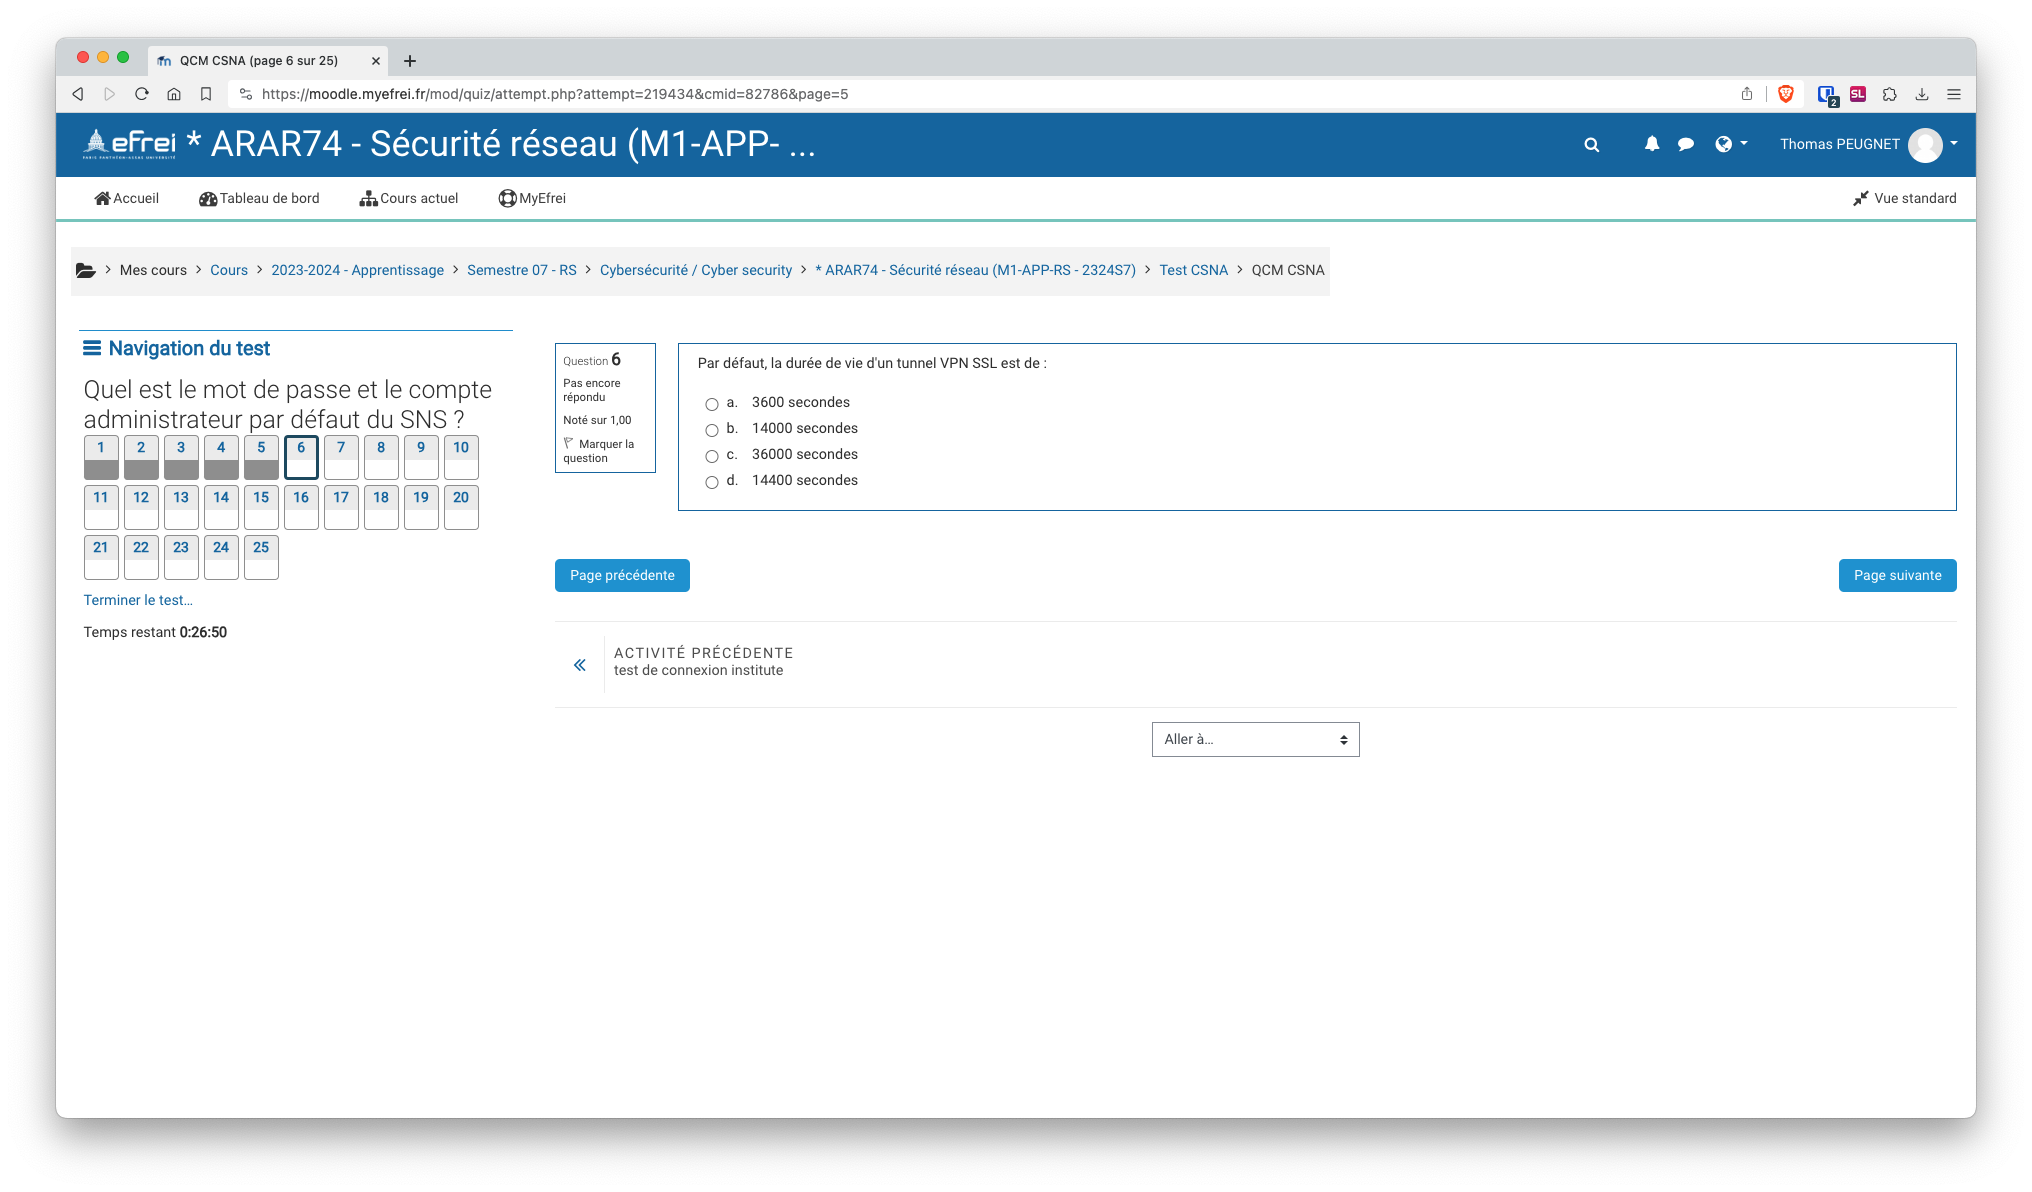 QCM CSNA (page 6 sur 25)
https://moodle.myefrei.fr/mod/quiz/attempt.php?attempt=219434&cmid=82786&page=5
2
SL
efrei * ARAR74 - Sécurité réseau (M1-APP- ...
PARIS PANTHÉON-ASSAS UNIVERSITÉ
Thomas PEUGNET
Accueil
Tableau de bord
Cours actuel
MyEfrei
Vue standard
Mes cours > Cours > 2023-2024 - Apprentissage > Semestre 07 - RS > Cybersécurité / Cyber security > * ARAR74 - Sécurité réseau (M1-APP-RS - 2324S7) > Test CSNA > QCM CSNA
Navigation du test
Quel est le mot de passe et le compte
administrateur par défaut du SNS ?
1 2 3 4 5 6 7 8 9 10
11 12 13 14 15 16 17 18 19 20
21 22 23 24 25
Terminer le test...
Temps restant 0:26:50
Question 6
Pas encore
répondu
Noté sur 1,00
Marquer la
question
Par défaut, la durée de vie d'un tunnel VPN SSL est de :
a. 3600 secondes
b. 14000 secondes
c. 36000 secondes
d. 14400 secondes
Page précédente
Page suivante
ACTIVITÉ PRÉCÉDENTE
test de connexion institute
Aller à...